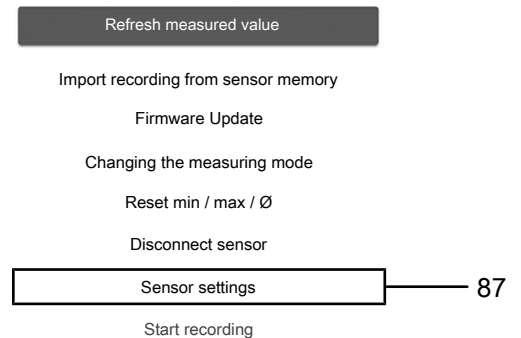 Refresh measured value
Import recording from sensor memory
Firmware Update
Changing the measuring mode
Reset min / max / Ø
Disconnect sensor
Sensor settings
87
Start recording